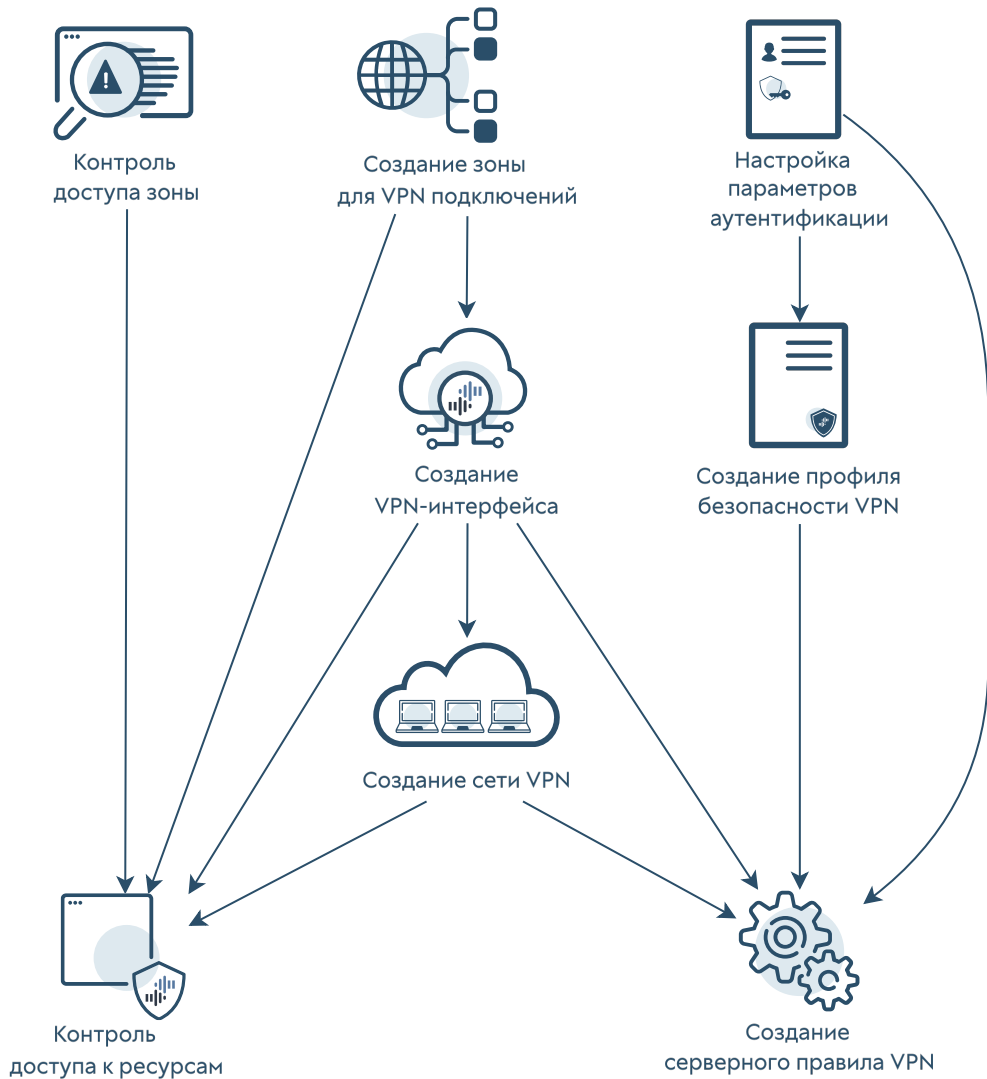 Контроль
доступа зоны
Создание зоны
для VPN подключений
Настройка
параметров
аутентификации
Создание
VPN-интерфейса
Создание профиля
безопасности VPN
Создание сети VPN
Контроль
доступа к ресурсам
Создание
серверного правила VPN